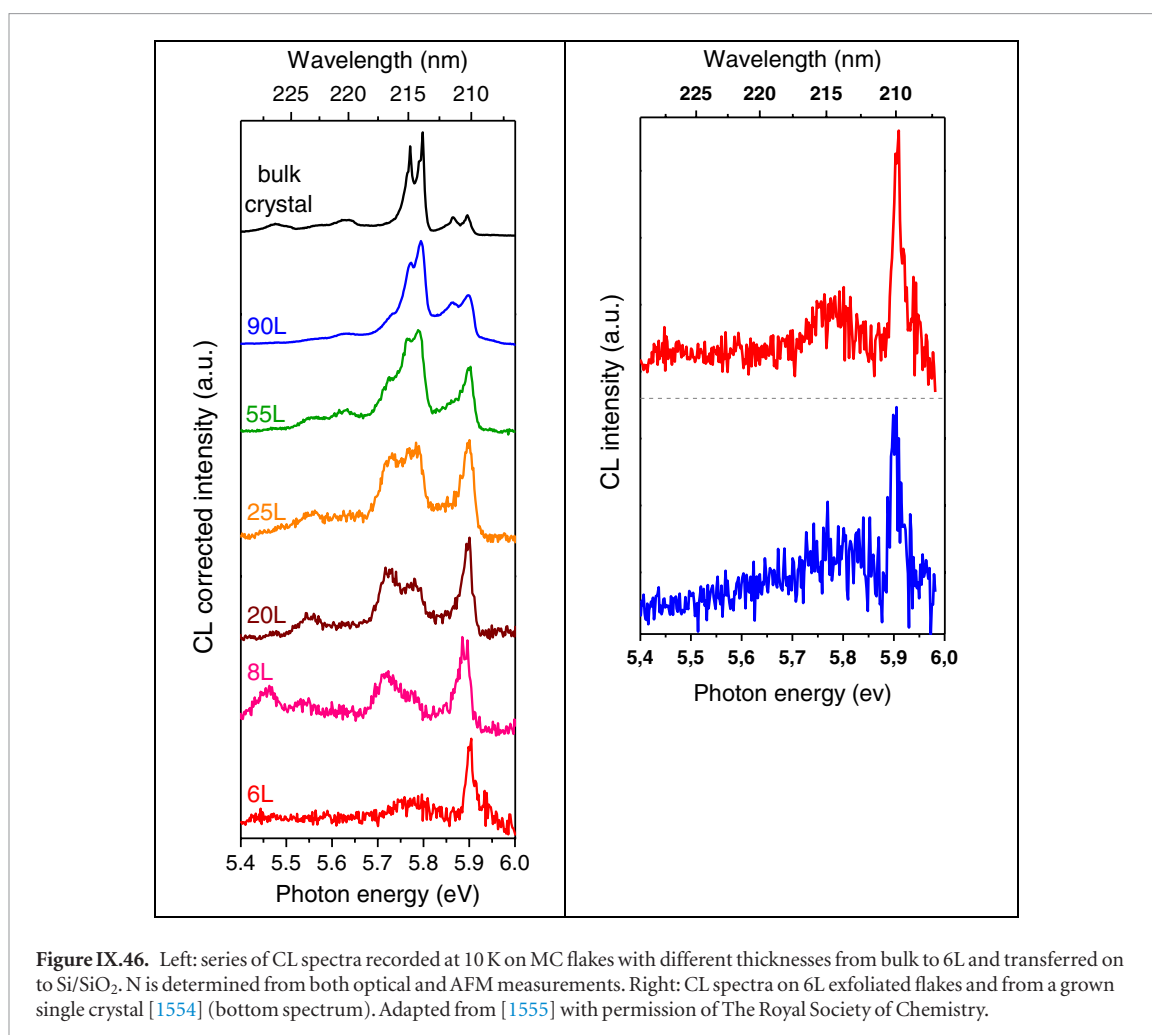 Wavelength (nm)
225 220 215 210
bulk
crystal
90L
55L
25L
20L
8L
6L
CL corrected intensity (a.u.)
5.4 5.5 5.6 5.7 5.8 5.9 6.0
Photon energy (eV)
Wavelength (nm)
225 220 215 210
CL intensity (a.u.)
5,4 5,5 5,6 5,7 5,8 5,9 6,0
Photon energy (ev)
Figure IX.46. Left: series of CL spectra recorded at 10 K on MC flakes with different thicknesses from bulk to 6L and transferred on
to Si/SiO₂. N is determined from both optical and AFM measurements. Right: CL spectra on 6L exfoliated flakes and from a grown
single crystal [1554] (bottom spectrum). Adapted from [1555] with permission of The Royal Society of Chemistry.